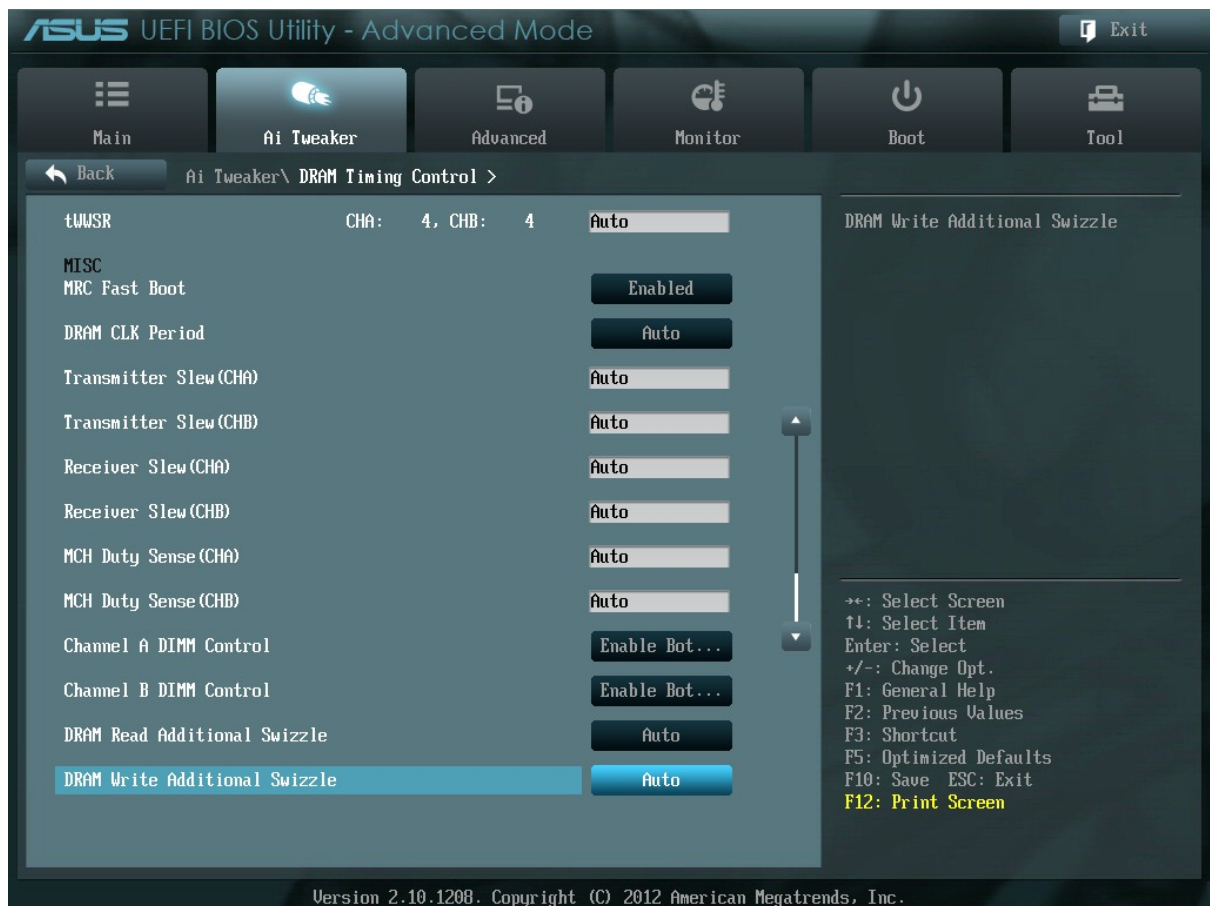 ASUS UEFI BIOS Utility - Advanced Mode
Exit
Main
Ai Tweaker
Advanced
Monitor
Boot
Tool
Back
Ai Tweaker\ DRAM Timing Control >
tWWSR CHA: 4, CHB: 4 Auto
MISC
MRC Fast Boot Enabled
DRAM CLK Period Auto
Transmitter Slew(CHA) Auto
Transmitter Slew(CHB) Auto
Receiver Slew(CHA) Auto
Receiver Slew(CHB) Auto
MCH Duty Sense(CHA) Auto
MCH Duty Sense(CHB) Auto
Channel A DIMM Control Enable Bot...
Channel B DIMM Control Enable Bot...
DRAM Read Additional Swizzle Auto
DRAM Write Additional Swizzle Auto
DRAM Write Additional Swizzle
→←: Select Screen
↑↓: Select Item
Enter: Select
+/-: Change Opt.
F1: General Help
F2: Previous Values
F3: Shortcut
F5: Optimized Defaults
F10: Save ESC: Exit
F12: Print Screen
Version 2.10.1208. Copyright (C) 2012 American Megatrends, Inc.